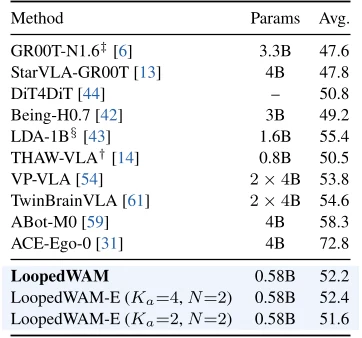 Method Params Avg.
GR00T-N1.6‡ [6] 3.3B 47.6
StarVLA-GR00T [13] 4B 47.8
DiT4DiT [44] – 50.8
Being-H0.7 [42] 3B 49.2
LDA-1B§ [43] 1.6B 55.4
THAW-VLA† [14] 0.8B 50.5
VP-VLA [54] 2 × 4B 53.8
TwinBrainVLA [61] 2 × 4B 54.6
ABot-M0 [59] 4B 58.3
ACE-Ego-0 [31] 4B 72.8
LoopedWAM 0.58B 52.2
LoopedWAM-E (Ka=4, N=2) 0.58B 52.4
LoopedWAM-E (Ka=2, N=2) 0.58B 51.6